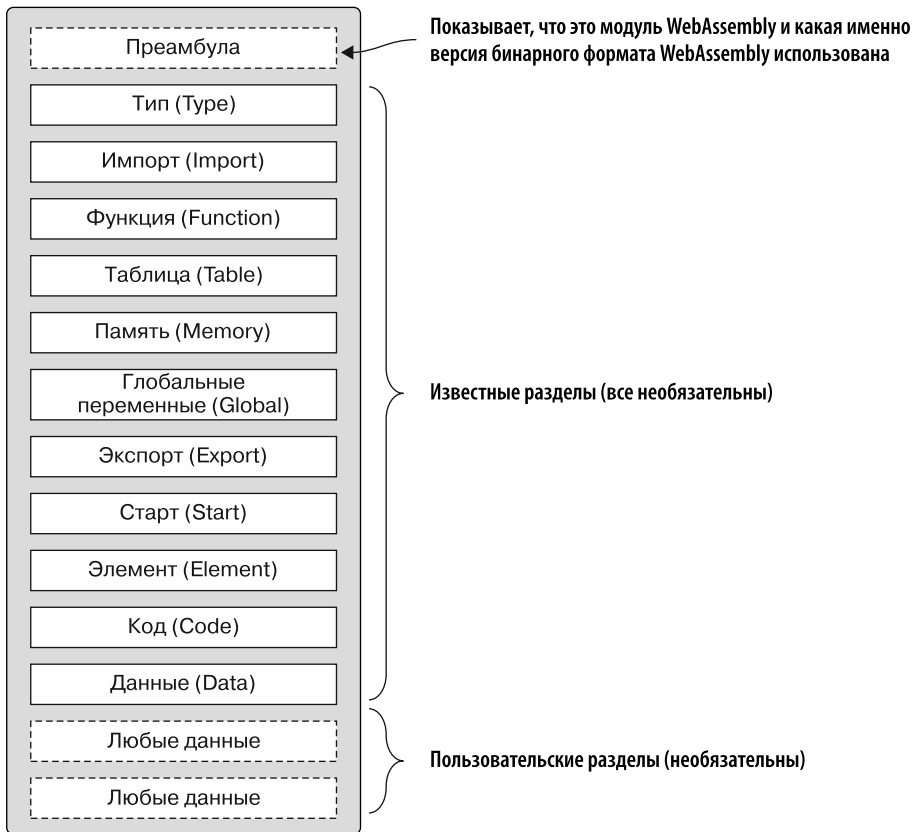 Преамбула
Показывает, что это модуль WebAssembly и какая именно
версия бинарного формата WebAssembly использована
Тип (Type)
Импорт (Import)
Функция (Function)
Таблица (Table)
Память (Memory)
Глобальные
переменные (Global)
Известные разделы (все необязательны)
Экспорт (Export)
Старт (Start)
Элемент (Element)
Код (Code)
Данные (Data)
Любые данные
Пользовательские разделы (необязательны)
Любые данные